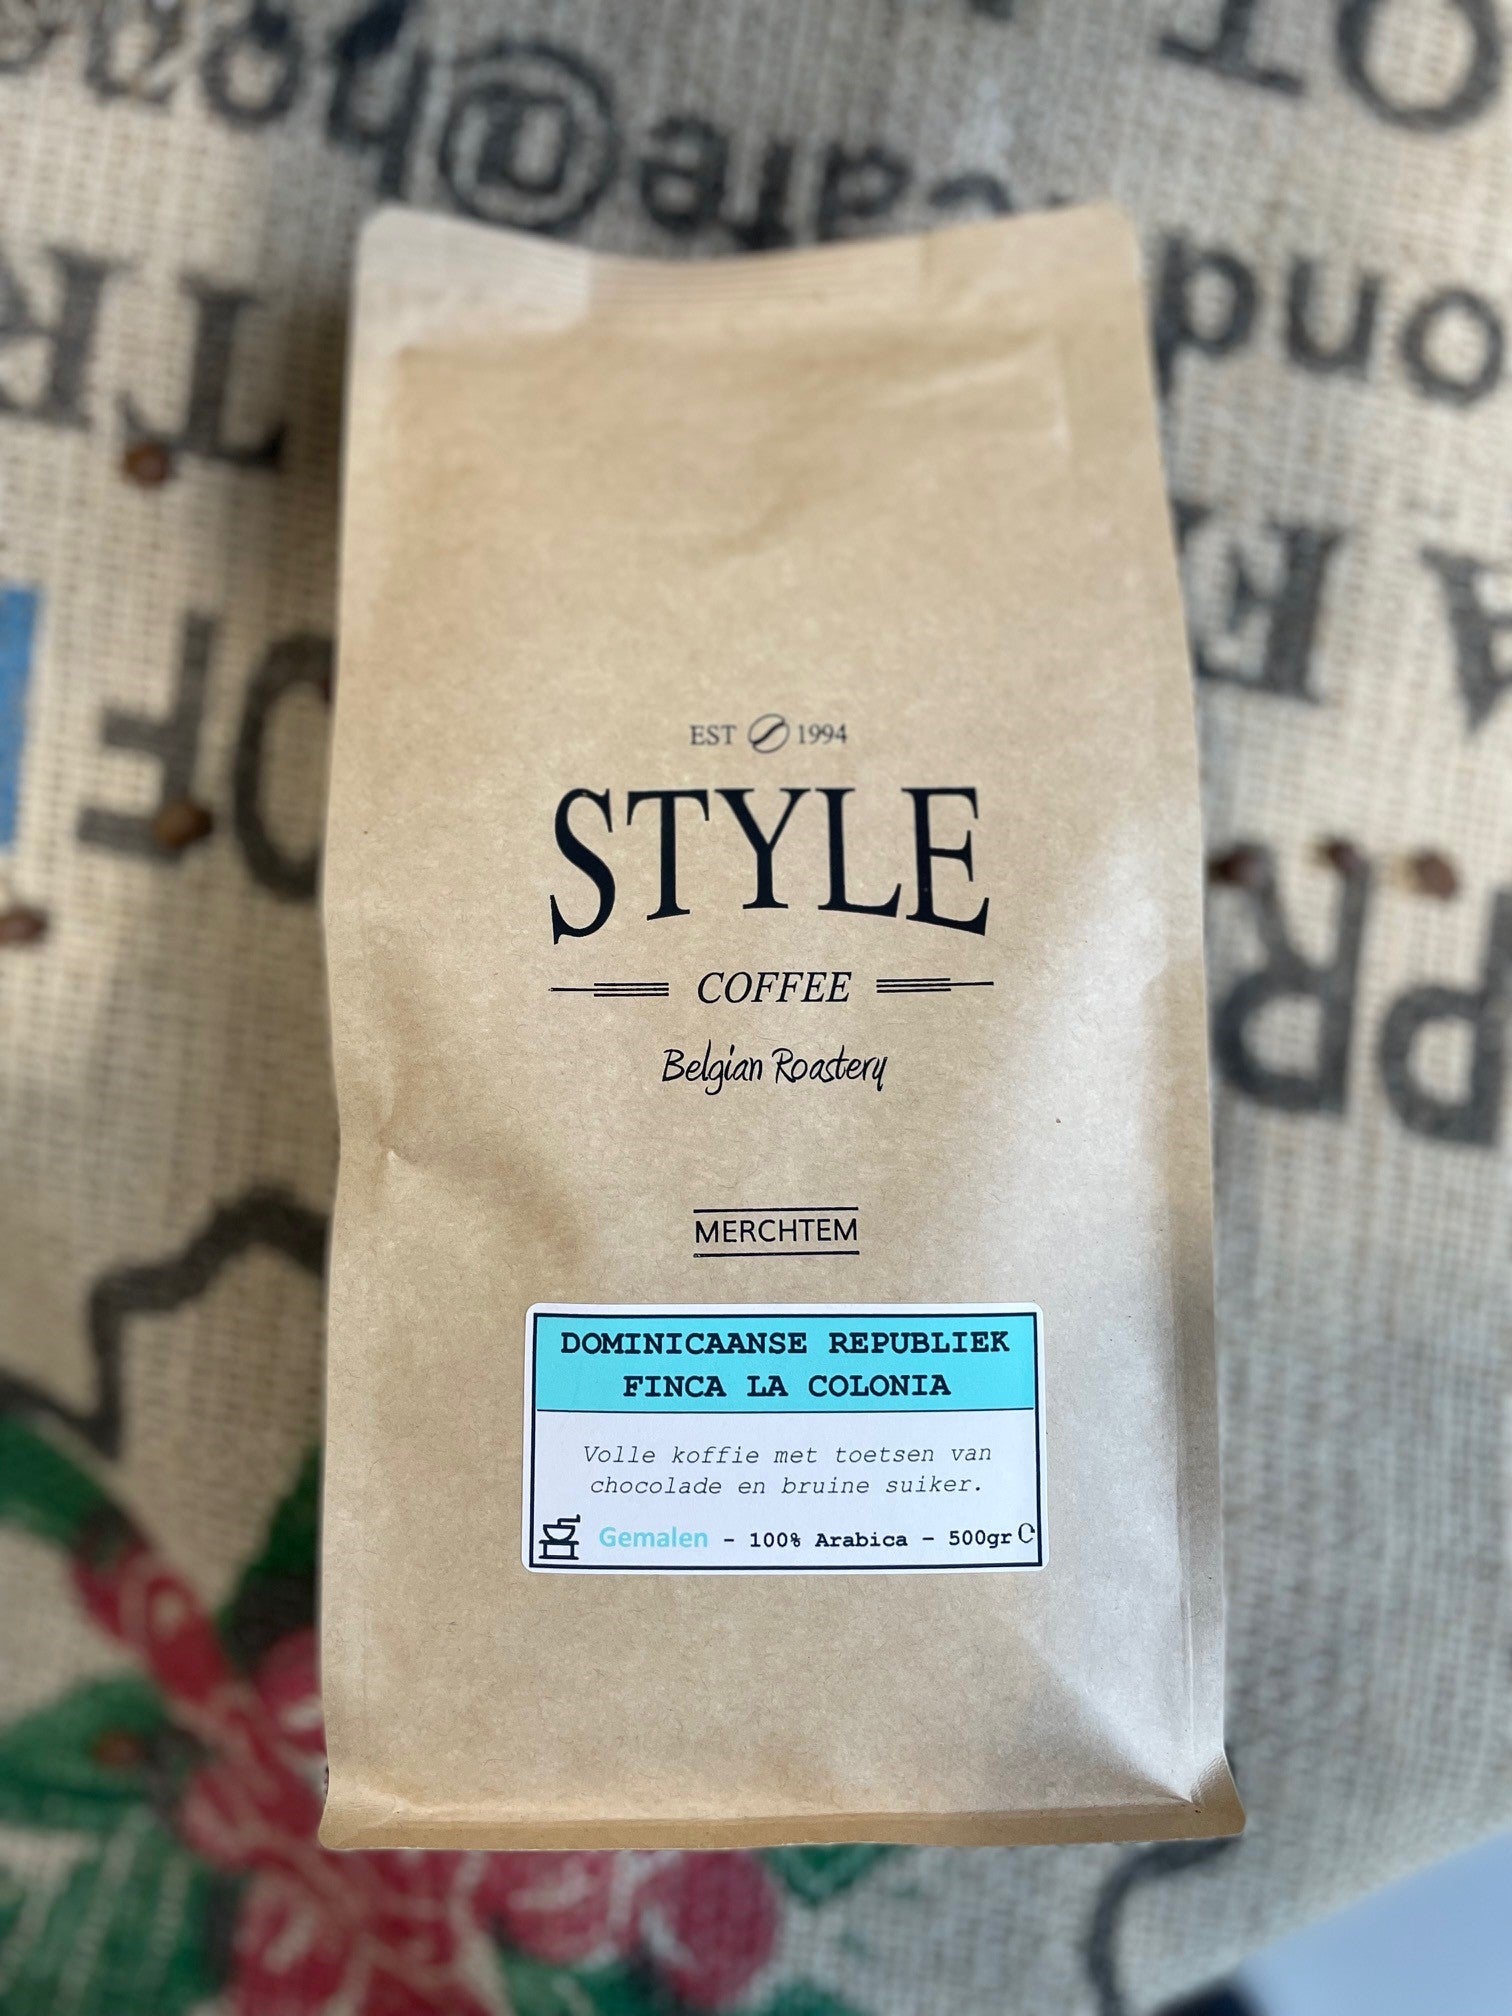 EST 1994
STYLE
COFFEE
Belgian Roastery
MERCHTEM
DOMINICAANSE REPUBLIEK
FINCA LA COLONIA
Volle koffie met toetsen van
chocolade en bruine suiker.
Gemalen - 100% Arabica - 500gr ℮